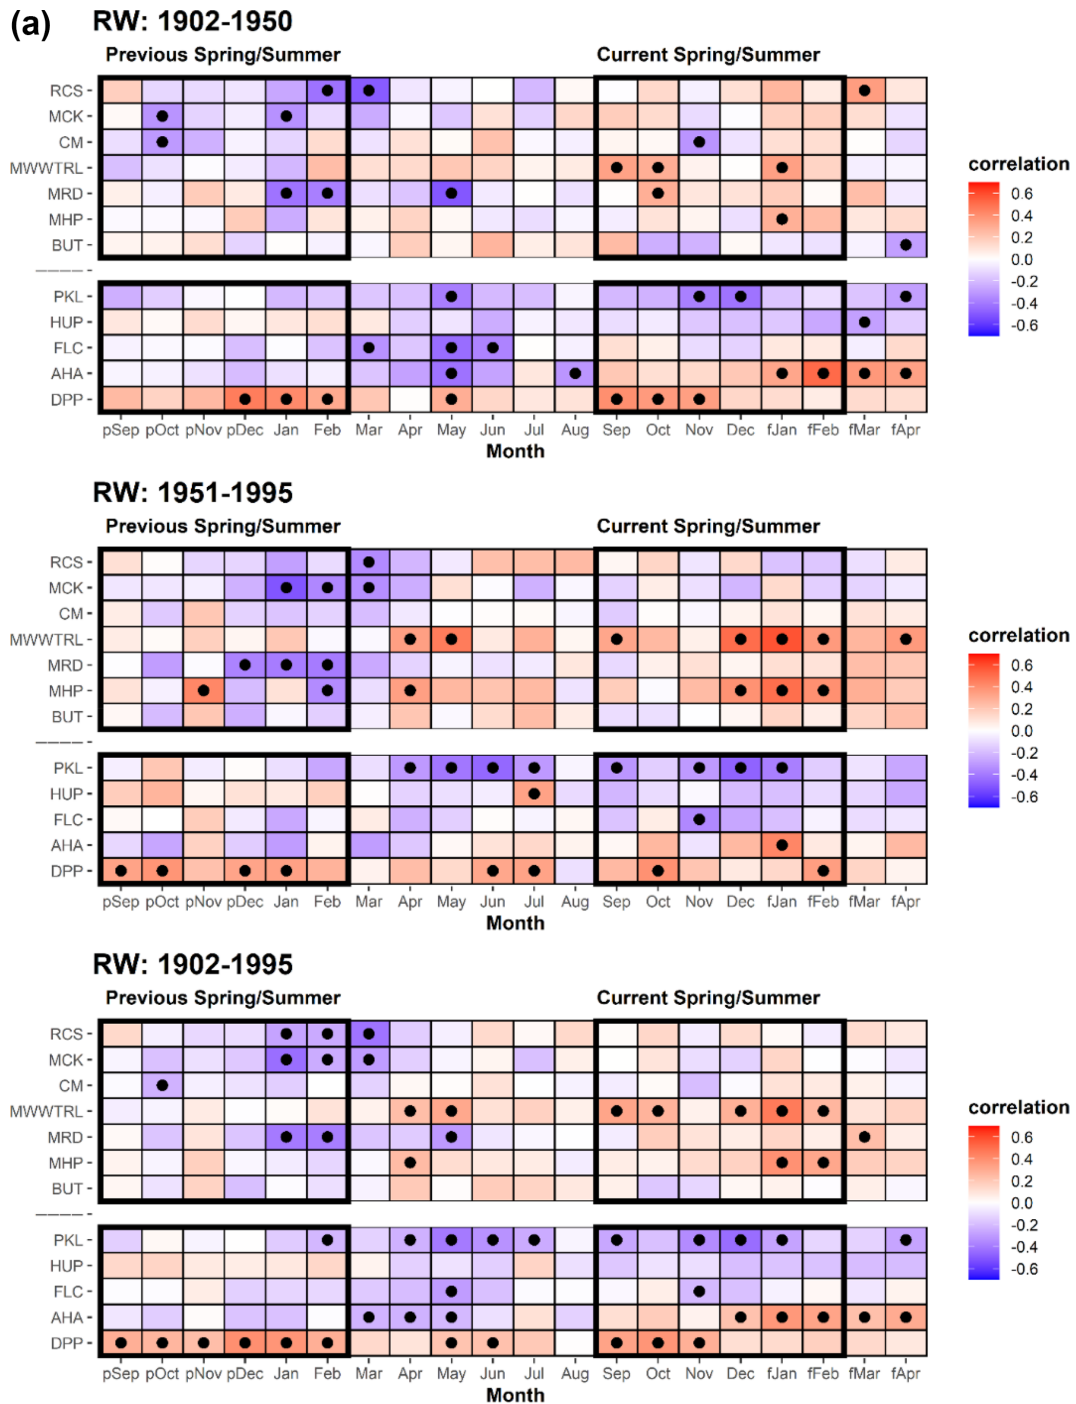 (a) RW: 1902-1950
Previous Spring/Summer Current Spring/Summer
RCS
MCK
CM
MWWTRL
MRD
MHP
BUT
____
PKL
HUP
FLC
AHA
DPP
pSep pOct pNov pDec Jan Feb Mar Apr May Jun Jul Aug Sep Oct Nov Dec fJan fFeb fMar fApr
Month
correlation
0.6
0.4
0.2
0.0
-0.2
-0.4
-0.6
RW: 1951-1995
Previous Spring/Summer Current Spring/Summer
RCS
MCK
CM
MWWTRL
MRD
MHP
BUT
____
PKL
HUP
FLC
AHA
DPP
pSep pOct pNov pDec Jan Feb Mar Apr May Jun Jul Aug Sep Oct Nov Dec fJan fFeb fMar fApr
Month
correlation
0.6
0.4
0.2
0.0
-0.2
-0.4
-0.6
RW: 1902-1995
Previous Spring/Summer Current Spring/Summer
RCS
MCK
CM
MWWTRL
MRD
MHP
BUT
____
PKL
HUP
FLC
AHA
DPP
pSep pOct pNov pDec Jan Feb Mar Apr May Jun Jul Aug Sep Oct Nov Dec fJan fFeb fMar fApr
Month
correlation
0.6
0.4
0.2
0.0
-0.2
-0.4
-0.6